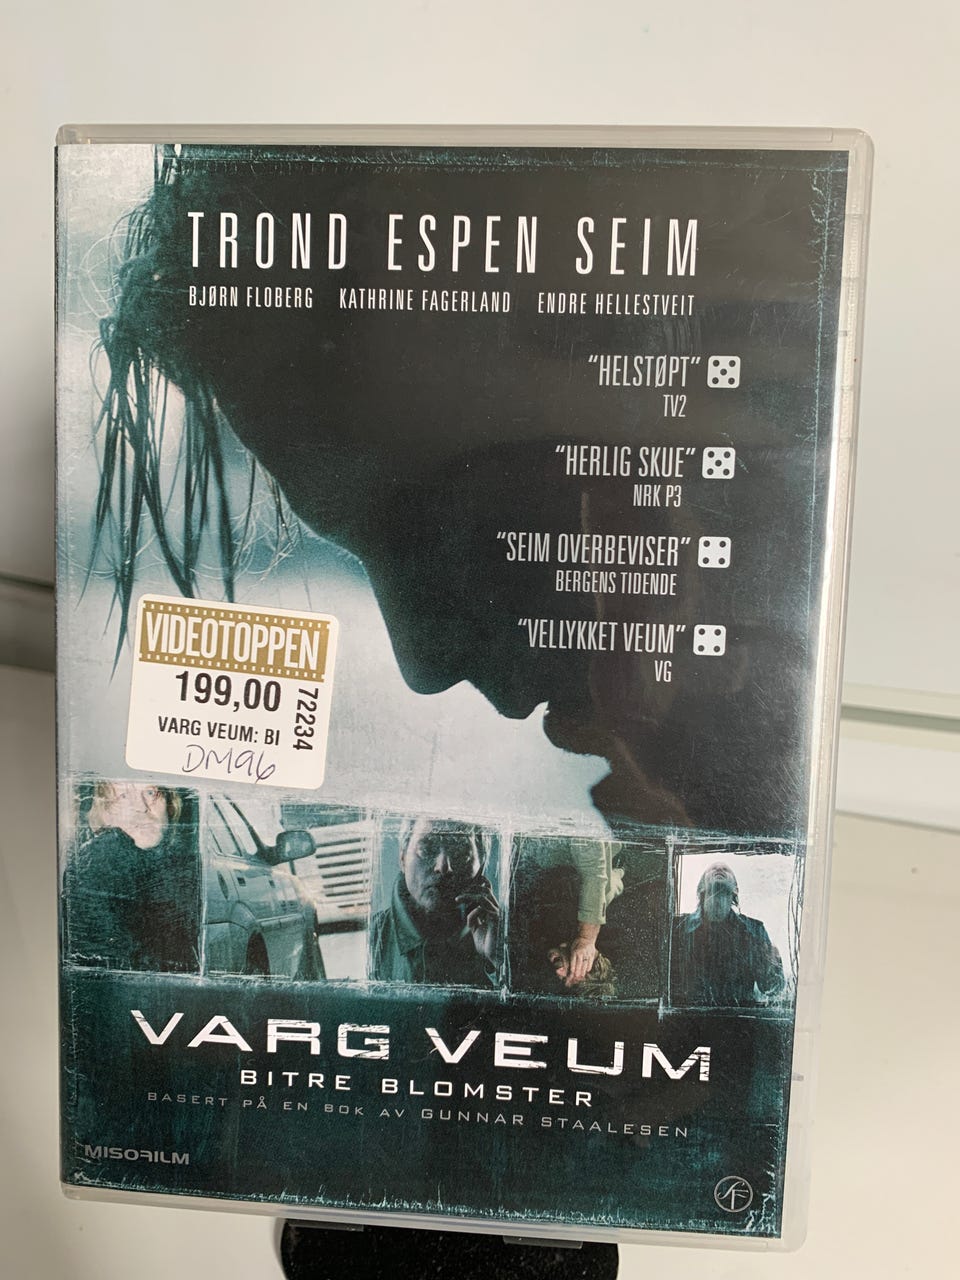 TROND ESPEN SEIM
BJØRN FLOBERG KATHRINE FAGERLAND ENDRE HELLESTVEIT
“HELSTØPT”
TV2
“HERLIG SKUE”
NRK P3
“SEIM OVERBEVISER”
BERGENS TIDENDE
“VELLYKKET VEUM”
VG
VIDEOTOPPEN
199,00
72234
VARG VEUM: BI
DM96
VARG VEUM
BITRE BLOMSTER
BASERT PÅ EN BOK AV GUNNAR STAALESEN
MISOFILM
SF